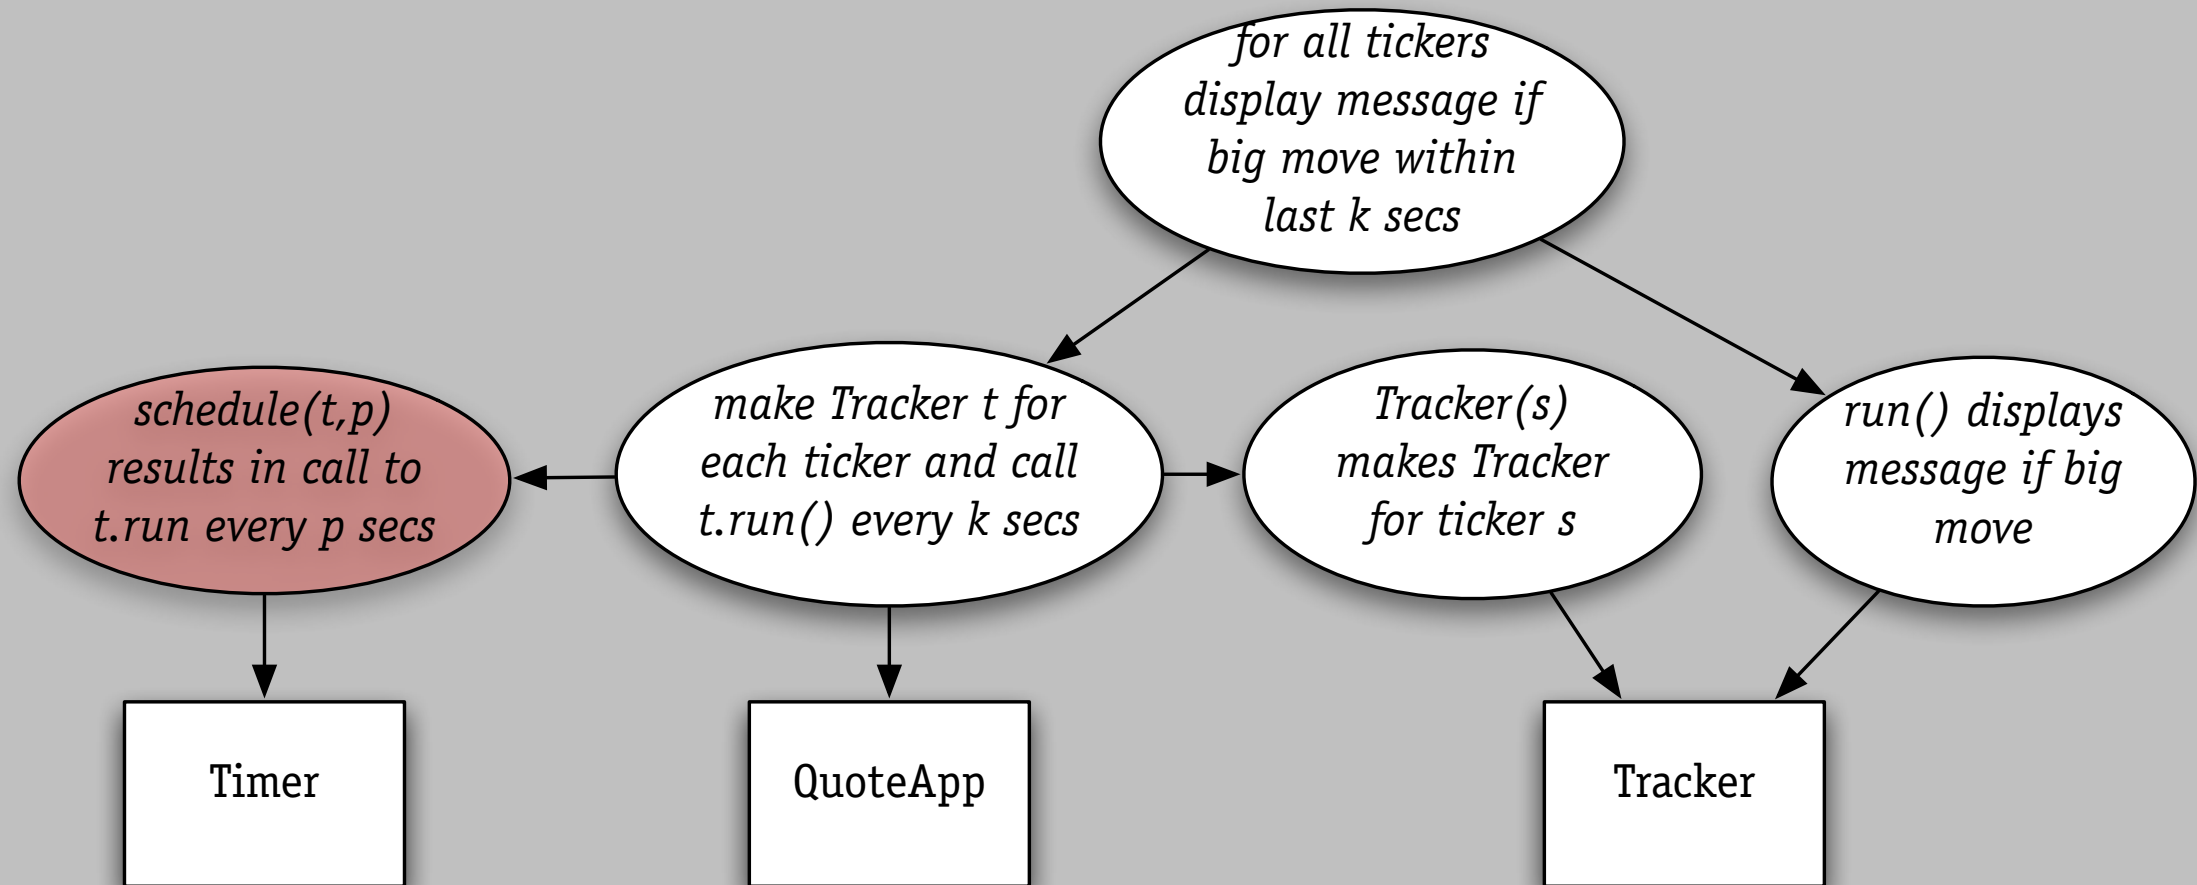 for all tickers
display message if
big move within
last k secs
schedule(t,p)
results in call to
t.run every p secs
make Tracker t for
each ticker and call
t.run() every k secs
Tracker(s)
makes Tracker
for ticker s
run() displays
message if big
move
Timer
QuoteApp
Tracker